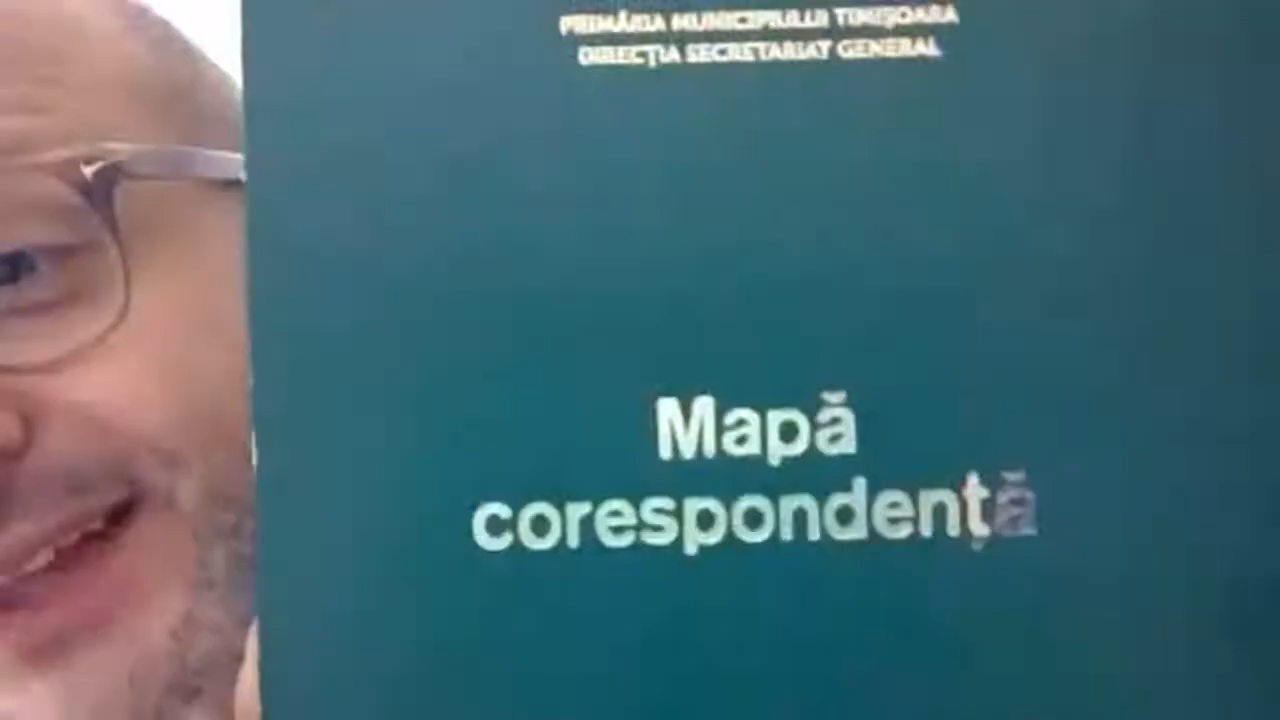 PRIMĂRIA MUNICIPIULUI TIMIȘOARA
DIRECȚIA SECRETARIAT GENERAL
Mapă
corespondență